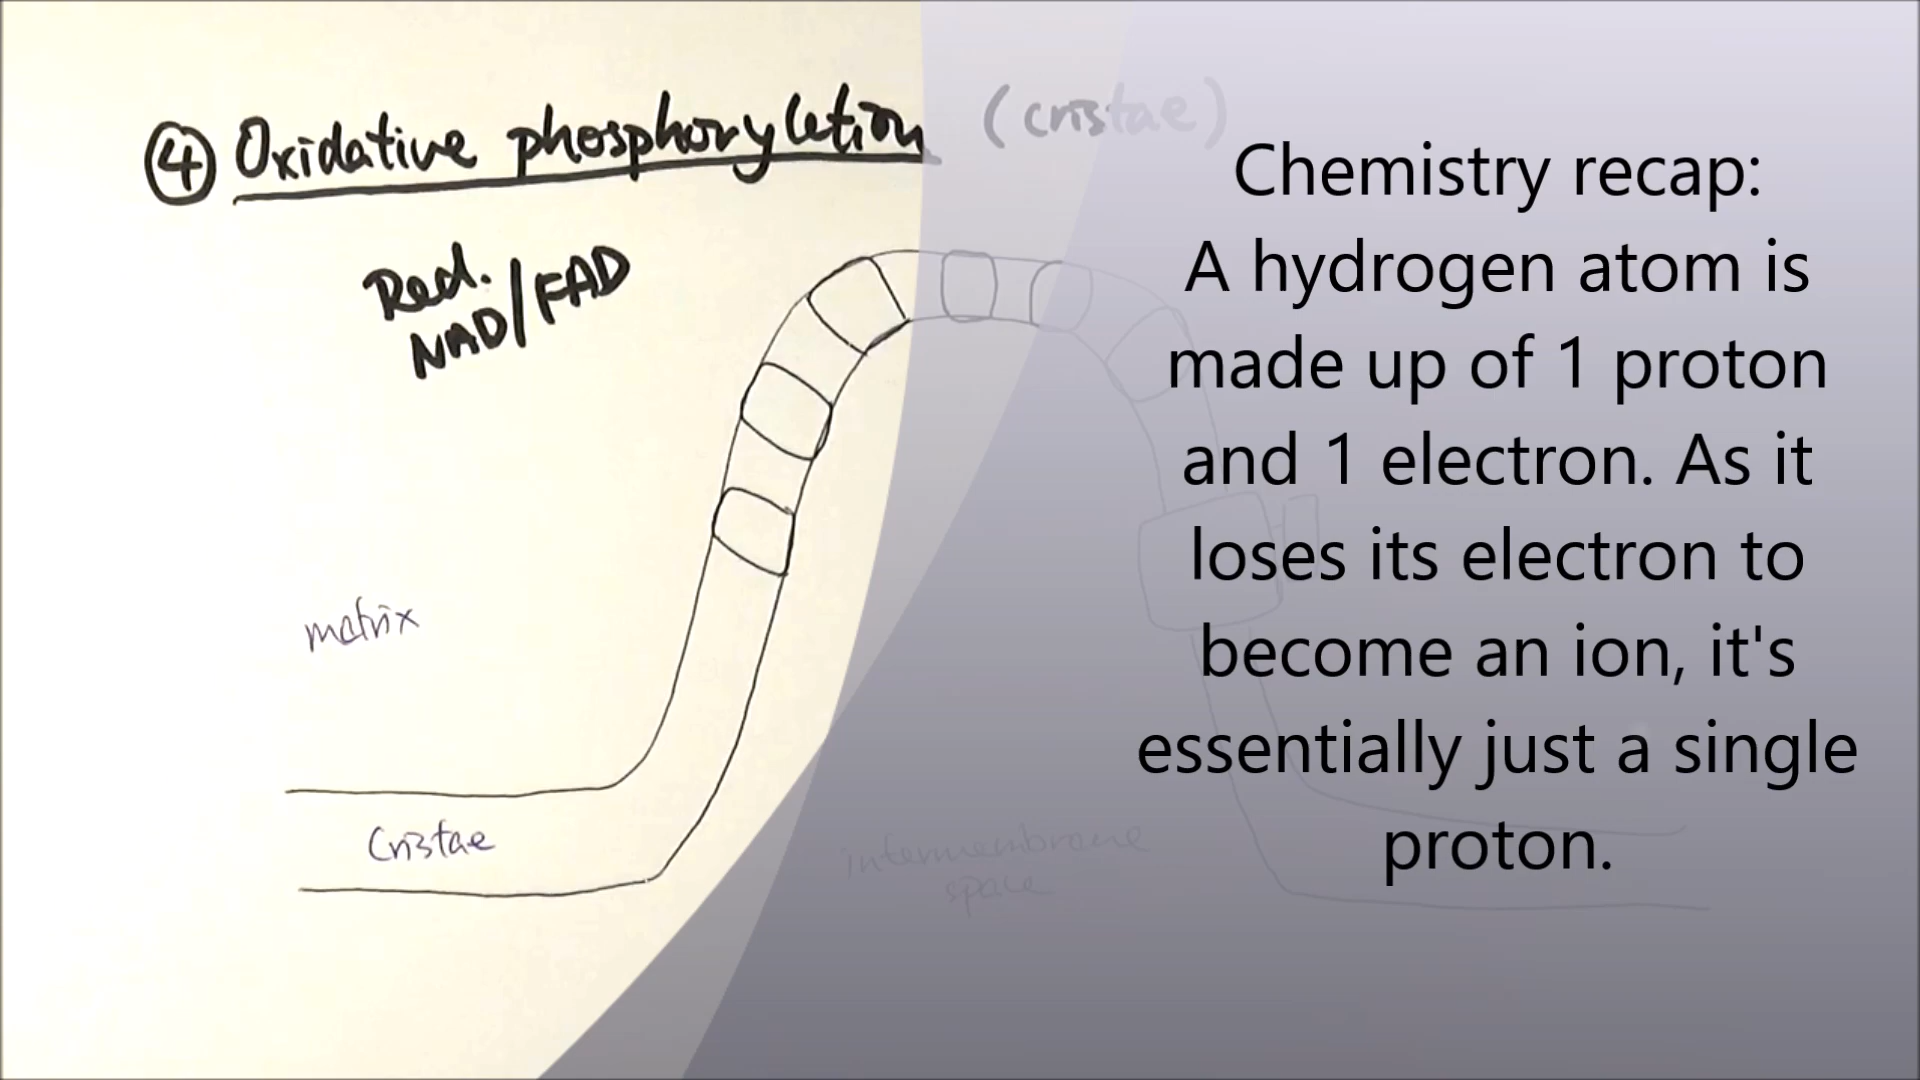 ④ Oxidative phosphorylation (cristae)
Red.
NAD/FAD
matrix
Cristae
intermembrane
space
Chemistry recap:
A hydrogen atom is
made up of 1 proton
and 1 electron. As it
loses its electron to
become an ion, it's
essentially just a single
proton.